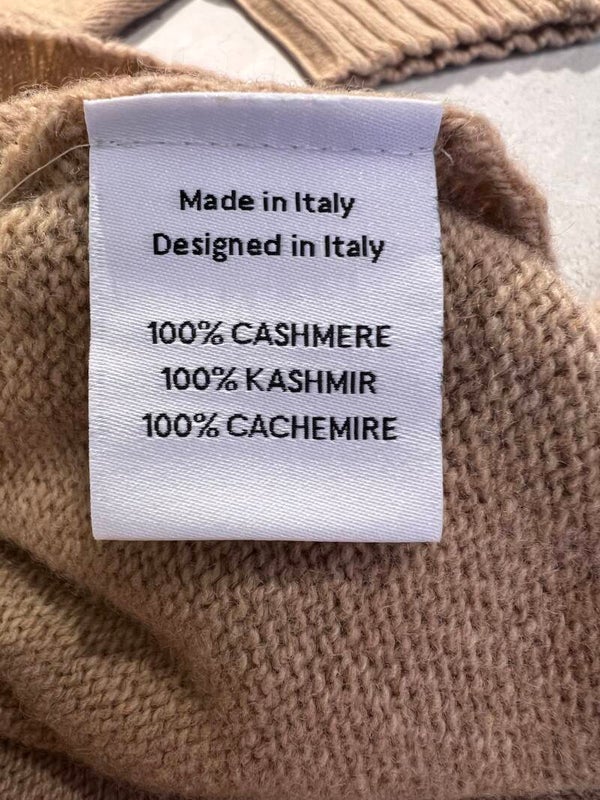 Made in Italy
Designed in Italy
100% CASHMERE
100% KASHMIR
100% CACHEMIRE